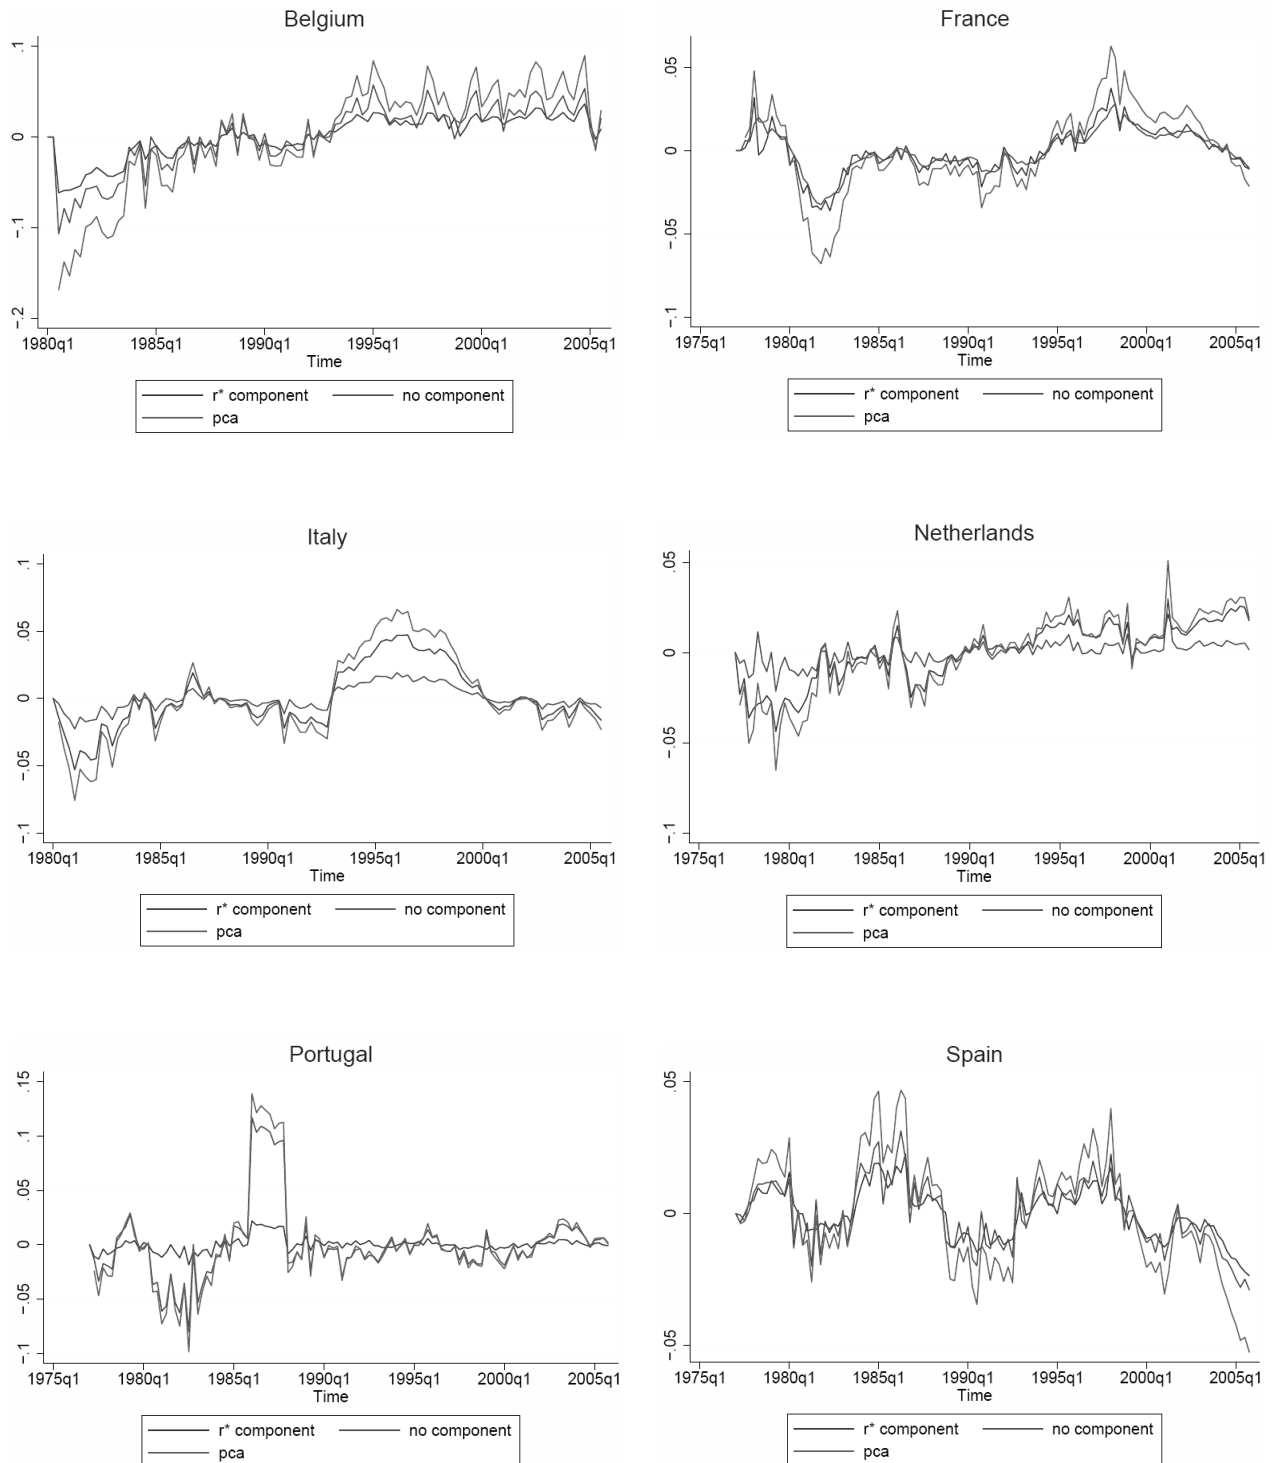 Belgium
.1
0
−.1
−.2
1980q1 1985q1 1990q1 1995q1 2000q1 2005q1
Time
r* component no component
pca
France
.05
0
−.05
−.1
1975q1 1980q1 1985q1 1990q1 1995q1 2000q1 2005q1
Time
r* component no component
pca
Italy
.1
.05
0
−.05
−.1
1980q1 1985q1 1990q1 1995q1 2000q1 2005q1
Time
r* component no component
pca
Netherlands
.05
0
−.05
−.1
1975q1 1980q1 1985q1 1990q1 1995q1 2000q1 2005q1
Time
r* component no component
pca
Portugal
.15
.1
.05
0
−.05
−.1
1975q1 1980q1 1985q1 1990q1 1995q1 2000q1 2005q1
Time
r* component no component
pca
Spain
.05
0
−.05
1975q1 1980q1 1985q1 1990q1 1995q1 2000q1 2005q1
Time
r* component no component
pca